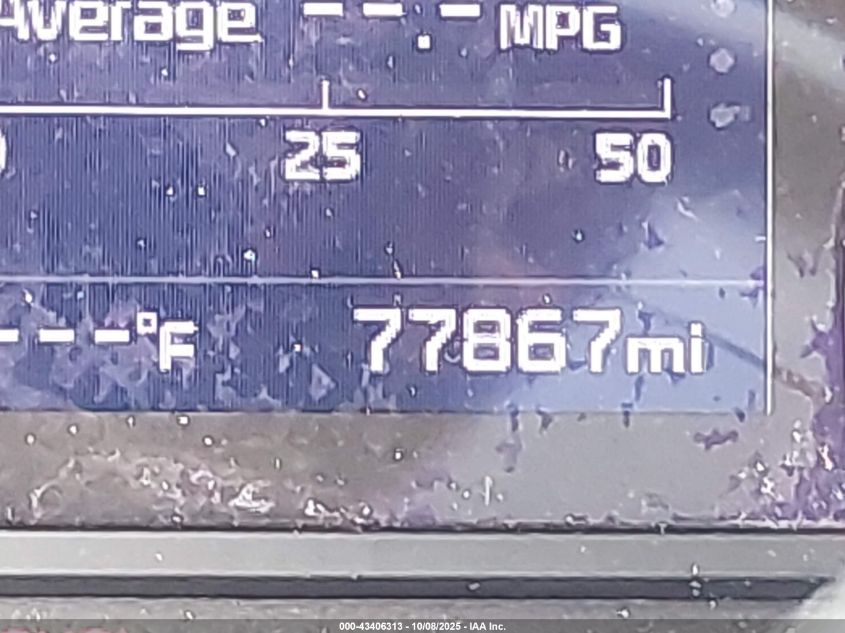 Average --.- MPG
25 50
---°F 77867mi
000-43406313 - 10/08/2025 - IAA Inc.